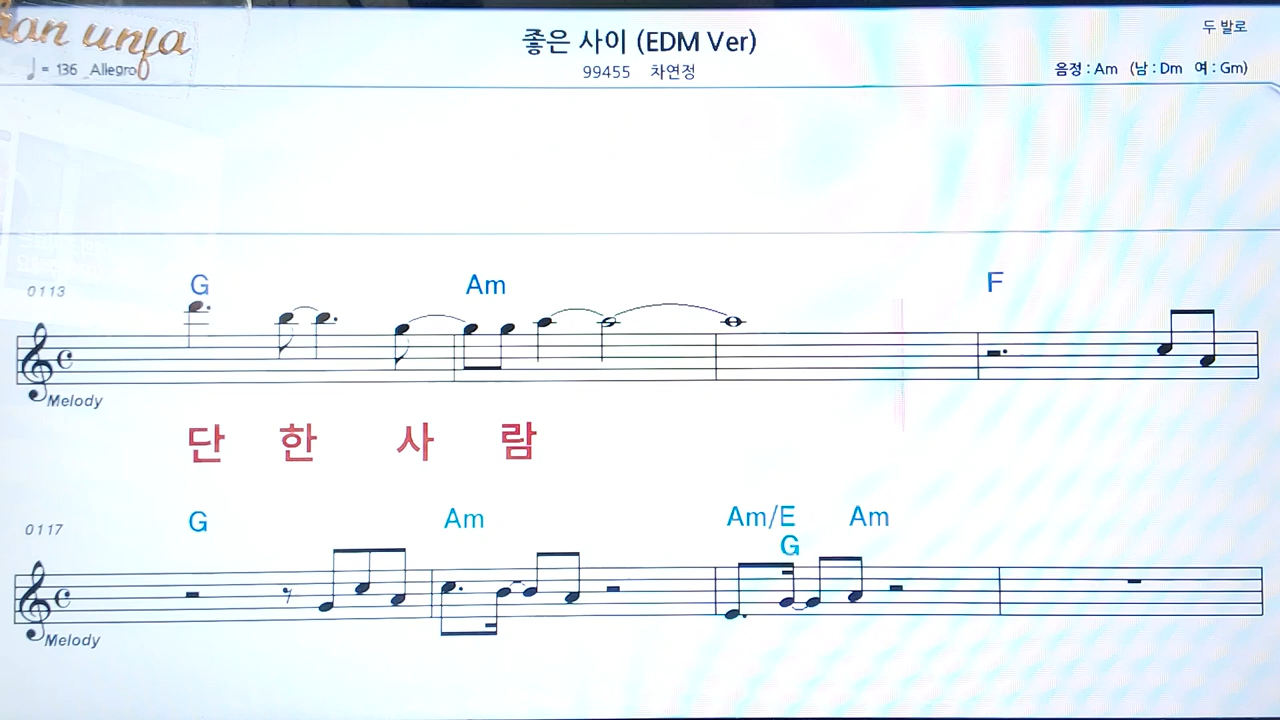 좋은 사이 (EDM Ver)
두 발로
♩ = 136 Allegro
99455 차연정
음정 : Am (남 : Dm 여 : Gm)
0113
G Am F
Melody
단 한 사 람
0117
G Am Am/E Am
G
Melody